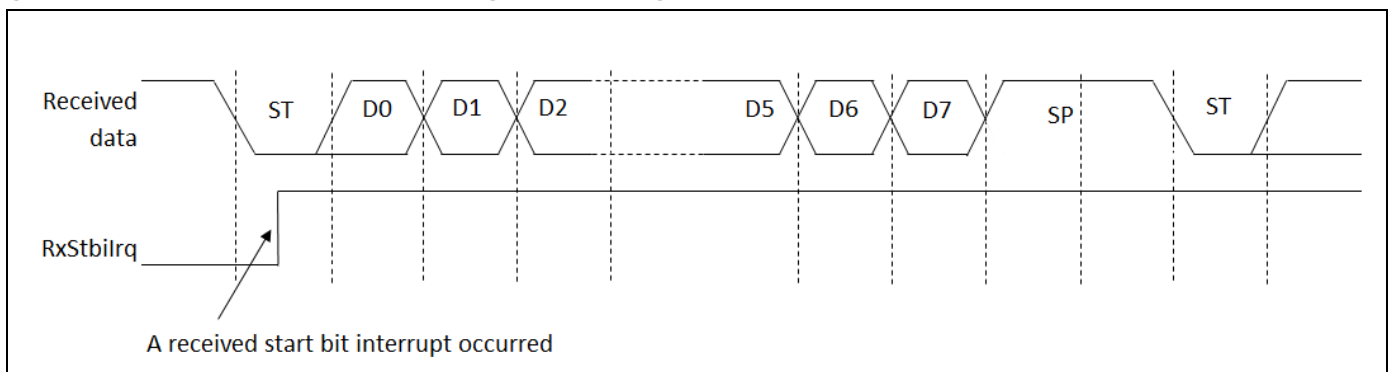 Received
data
ST D0 D1 D2 D5 D6 D7 SP ST
RxStbiIrq
A received start bit interrupt occurred